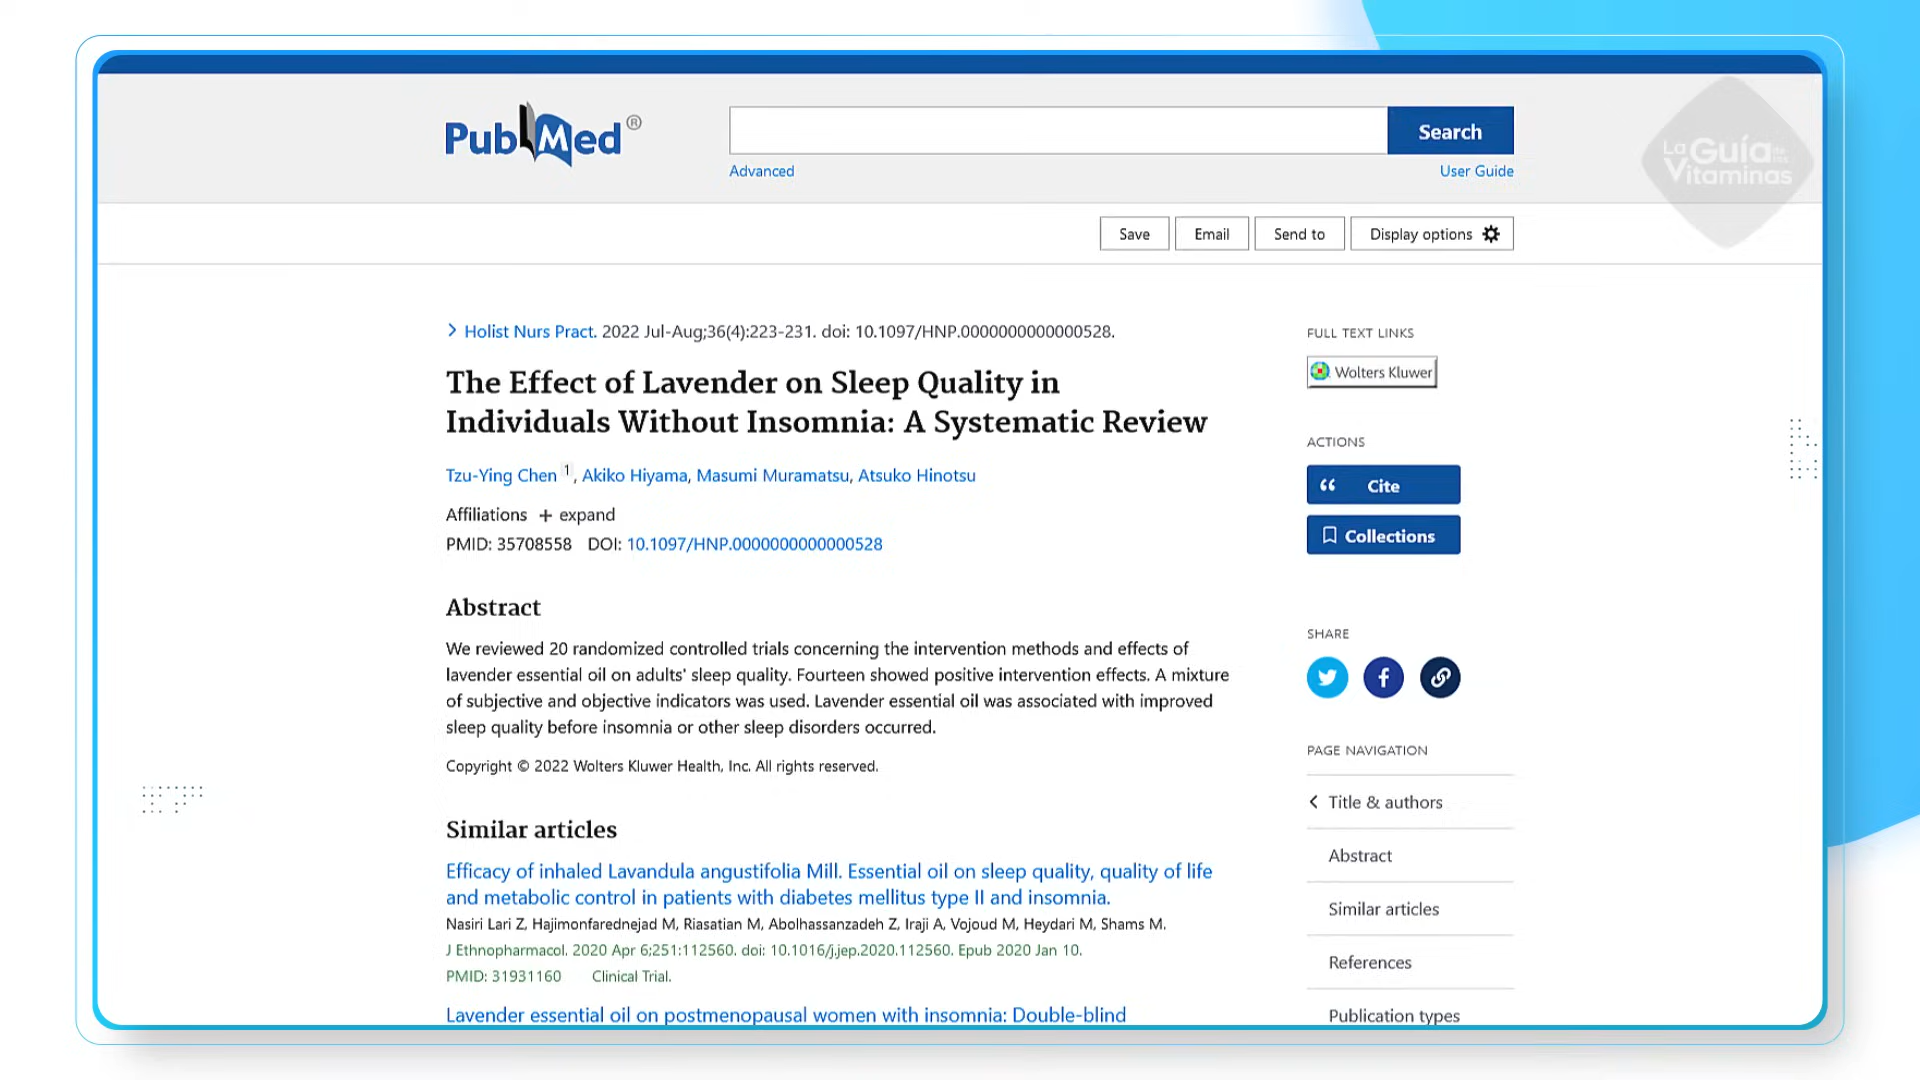 PubMed®
Search
Advanced
User Guide
La Guía de las Vitaminas
Save
Email
Send to
Display options
Holist Nurs Pract. 2022 Jul-Aug;36(4):223-231. doi: 10.1097/HNP.0000000000000528.
The Effect of Lavender on Sleep Quality in
Individuals Without Insomnia: A Systematic Review
Tzu-Ying Chen 1, Akiko Hiyama, Masumi Muramatsu, Atsuko Hinotsu
Affiliations + expand
PMID: 35708558 DOI: 10.1097/HNP.0000000000000528
Abstract
We reviewed 20 randomized controlled trials concerning the intervention methods and effects of
lavender essential oil on adults' sleep quality. Fourteen showed positive intervention effects. A mixture
of subjective and objective indicators was used. Lavender essential oil was associated with improved
sleep quality before insomnia or other sleep disorders occurred.
Copyright © 2022 Wolters Kluwer Health, Inc. All rights reserved.
Similar articles
Efficacy of inhaled Lavandula angustifolia Mill. Essential oil on sleep quality, quality of life
and metabolic control in patients with diabetes mellitus type II and insomnia.
Nasiri Lari Z, Hajimonfarednejad M, Riasatian M, Abolhassanzadeh Z, Iraji A, Vojoud M, Heydari M, Shams M.
J Ethnopharmacol. 2020 Apr 6;251:112560. doi: 10.1016/j.jep.2020.112560. Epub 2020 Jan 10.
PMID: 31931160 Clinical Trial.
Lavender essential oil on postmenopausal women with insomnia: Double-blind
FULL TEXT LINKS
Wolters Kluwer
ACTIONS
Cite
Collections
SHARE
PAGE NAVIGATION
Title & authors
Abstract
Similar articles
References
Publication types